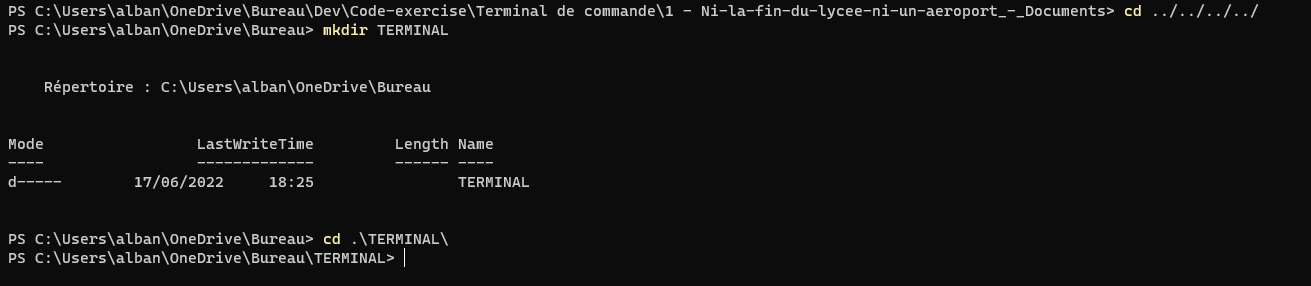 PS C:\Users\alban\OneDrive\Bureau\Dev\Code-exercise\Terminal de commande\1 - Ni-la-fin-du-lycee-ni-un-aeroport_-_Documents> cd ../../../../
PS C:\Users\alban\OneDrive\Bureau> mkdir TERMINAL
Répertoire : C:\Users\alban\OneDrive\Bureau
Mode                 LastWriteTime         Length Name
----                 -------------         ------ ----
d-----        17/06/2022     18:25                TERMINAL
PS C:\Users\alban\OneDrive\Bureau> cd .\TERMINAL\
PS C:\Users\alban\OneDrive\Bureau\TERMINAL>